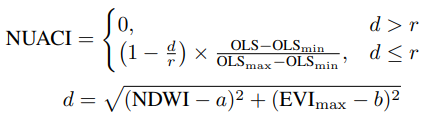 NUACI = { 0, d > r
(1 − d/r) × (OLS−OLS_min)/(OLS_max−OLS_min), d ≤ r
d = √((NDWI − a)² + (EVI_max − b)²)